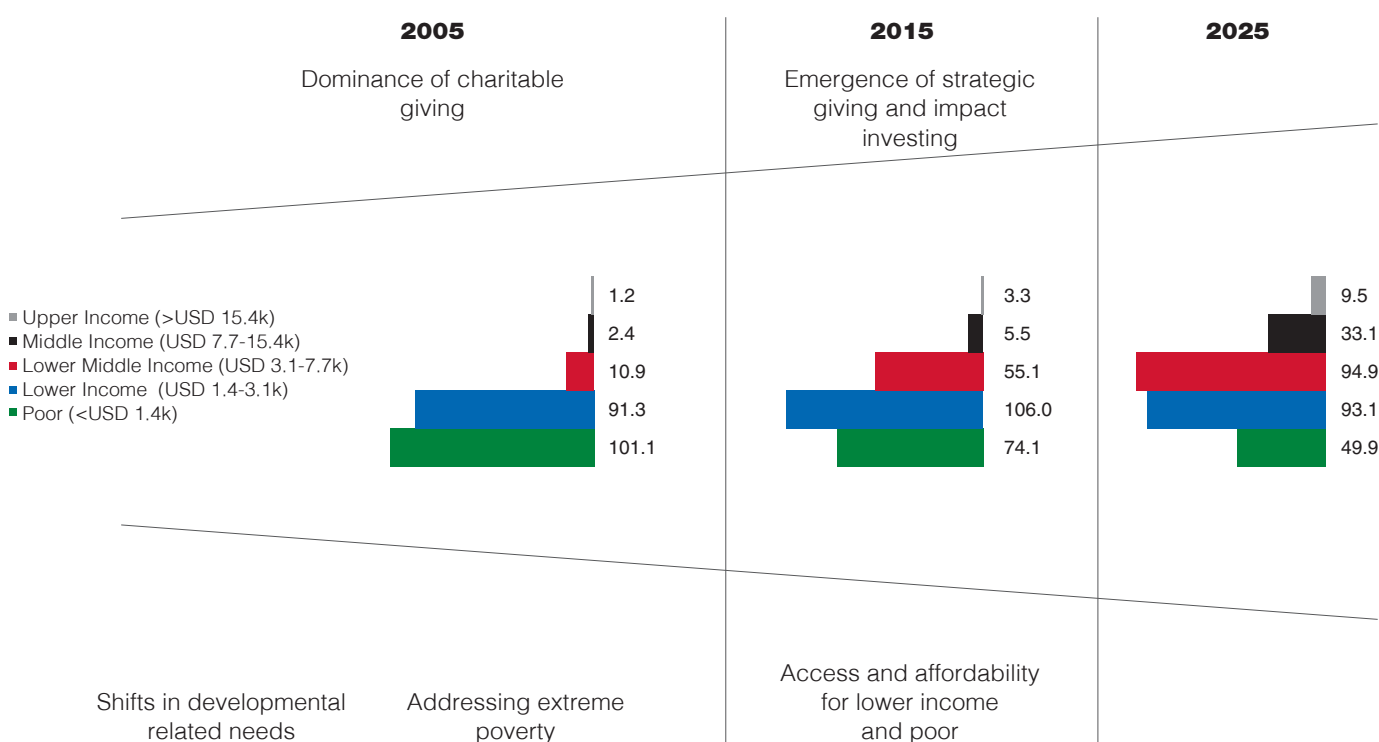 2005
2015
2025
Dominance of charitable
giving
Emergence of strategic
giving and impact
investing
Upper Income (>USD 15.4k)
Middle Income (USD 7.7-15.4k)
Lower Middle Income (USD 3.1-7.7k)
Lower Income (USD 1.4-3.1k)
Poor (<USD 1.4k)
1.2
2.4
10.9
91.3
101.1
3.3
5.5
55.1
106.0
74.1
9.5
33.1
94.9
93.1
49.9
Shifts in developmental
related needs
Addressing extreme
poverty
Access and affordability
for lower income
and poor